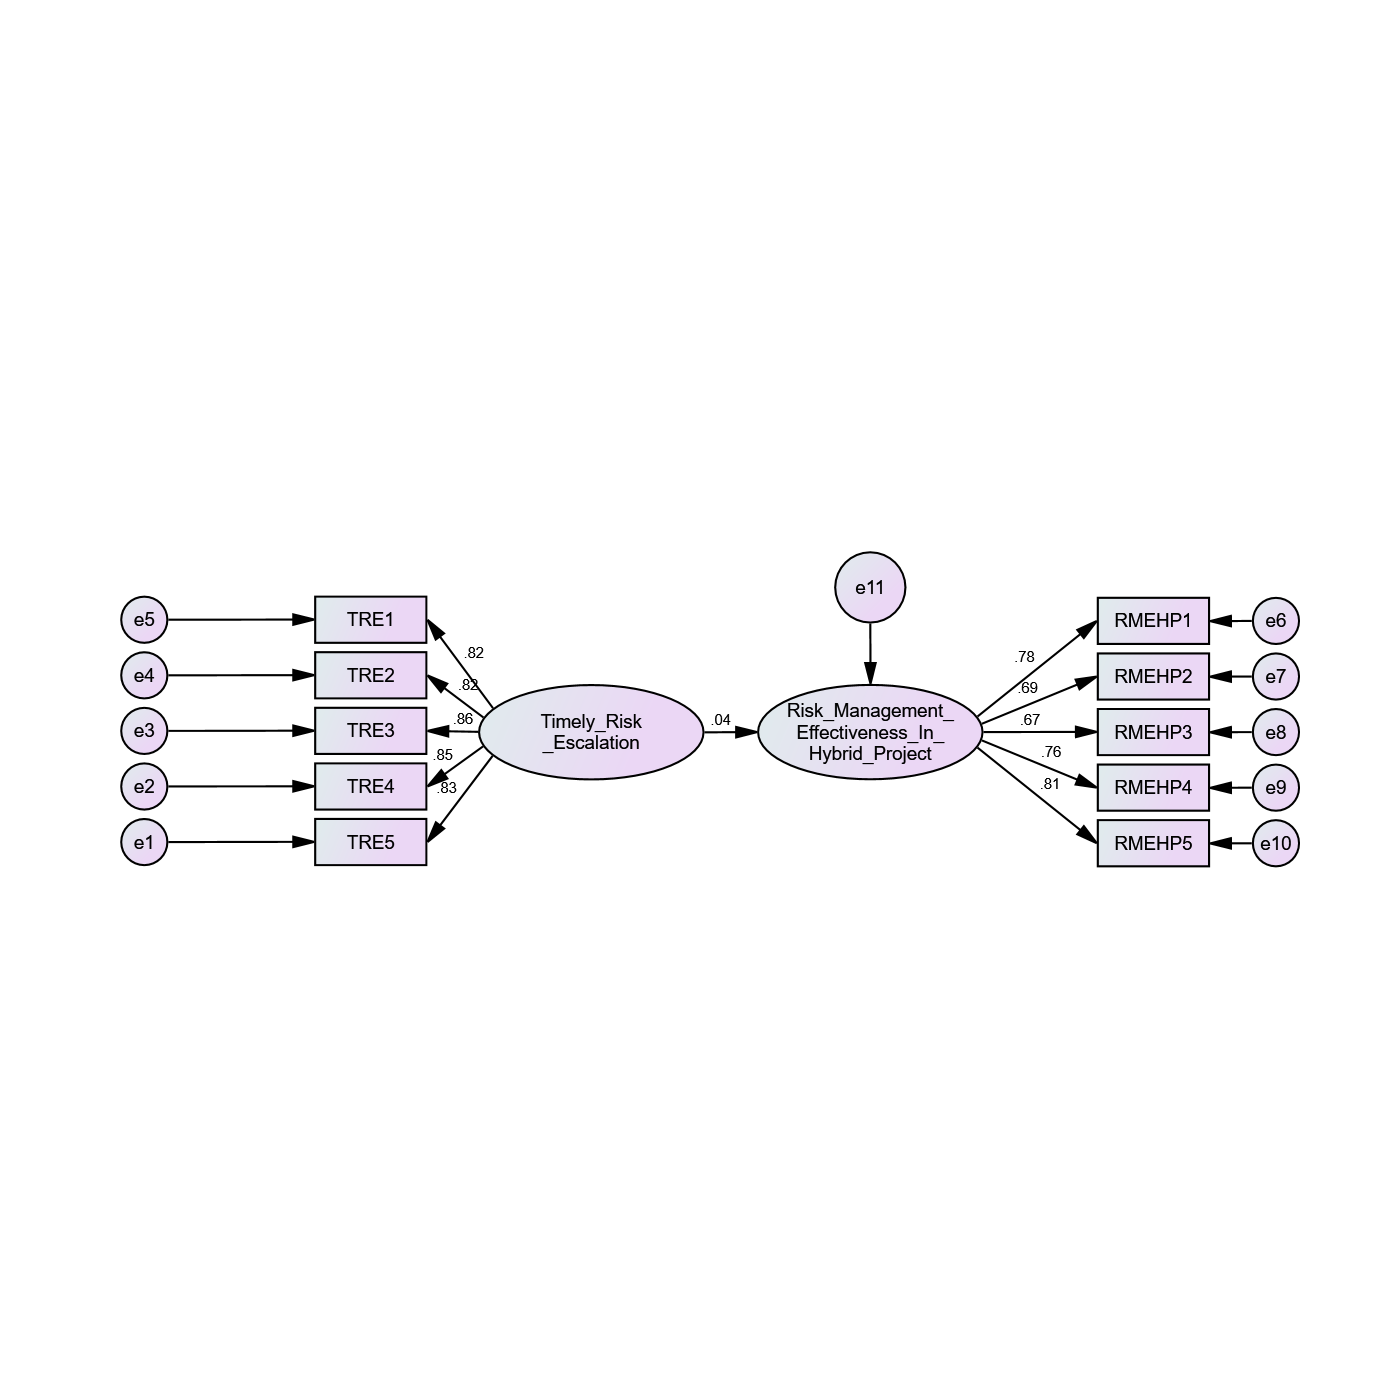 e11
e5
TRE1
.82
e4
TRE2
.82
e3
TRE3
.86
e2
TRE4
.85
e1
TRE5
.83
Timely_Risk
_Escalation
.04
Risk_Management_
Effectiveness_In_
Hybrid_Project
.78
RMEHP1
e6
.69
RMEHP2
e7
.67
RMEHP3
e8
.76
RMEHP4
e9
.81
RMEHP5
e10